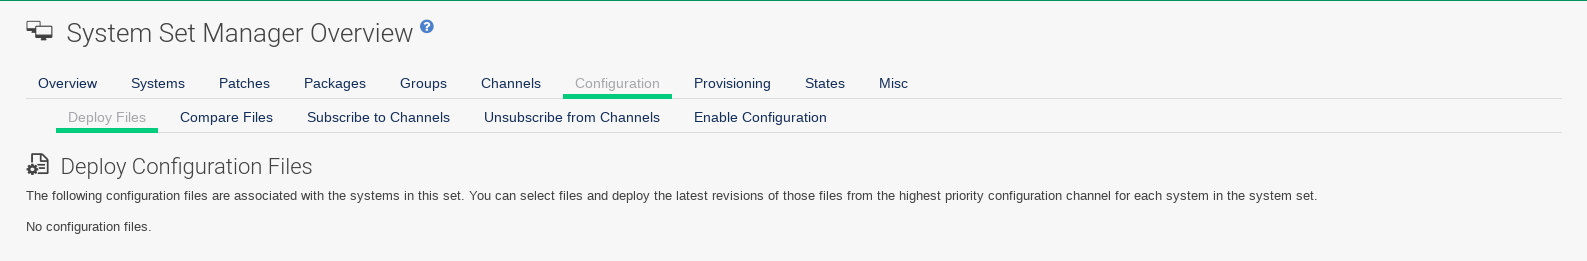 System Set Manager Overview ?
Overview Systems Patches Packages Groups Channels Configuration Provisioning States Misc
Deploy Files Compare Files Subscribe to Channels Unsubscribe from Channels Enable Configuration
Deploy Configuration Files
The following configuration files are associated with the systems in this set. You can select files and deploy the latest revisions of those files from the highest priority configuration channel for each system in the system set.
No configuration files.